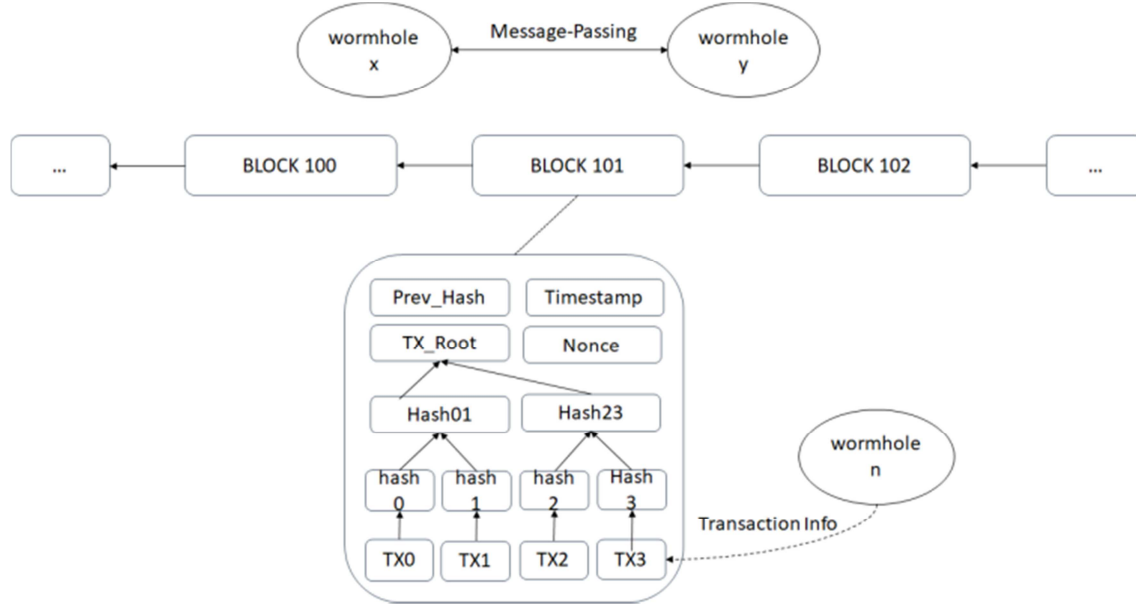 wormhole
x
Message-Passing
wormhole
y
...
BLOCK 100
BLOCK 101
BLOCK 102
...
Prev_Hash
Timestamp
TX_Root
Nonce
Hash01
Hash23
wormhole
n
hash
0
hash
1
hash
2
Hash
3
Transaction Info
TX0
TX1
TX2
TX3